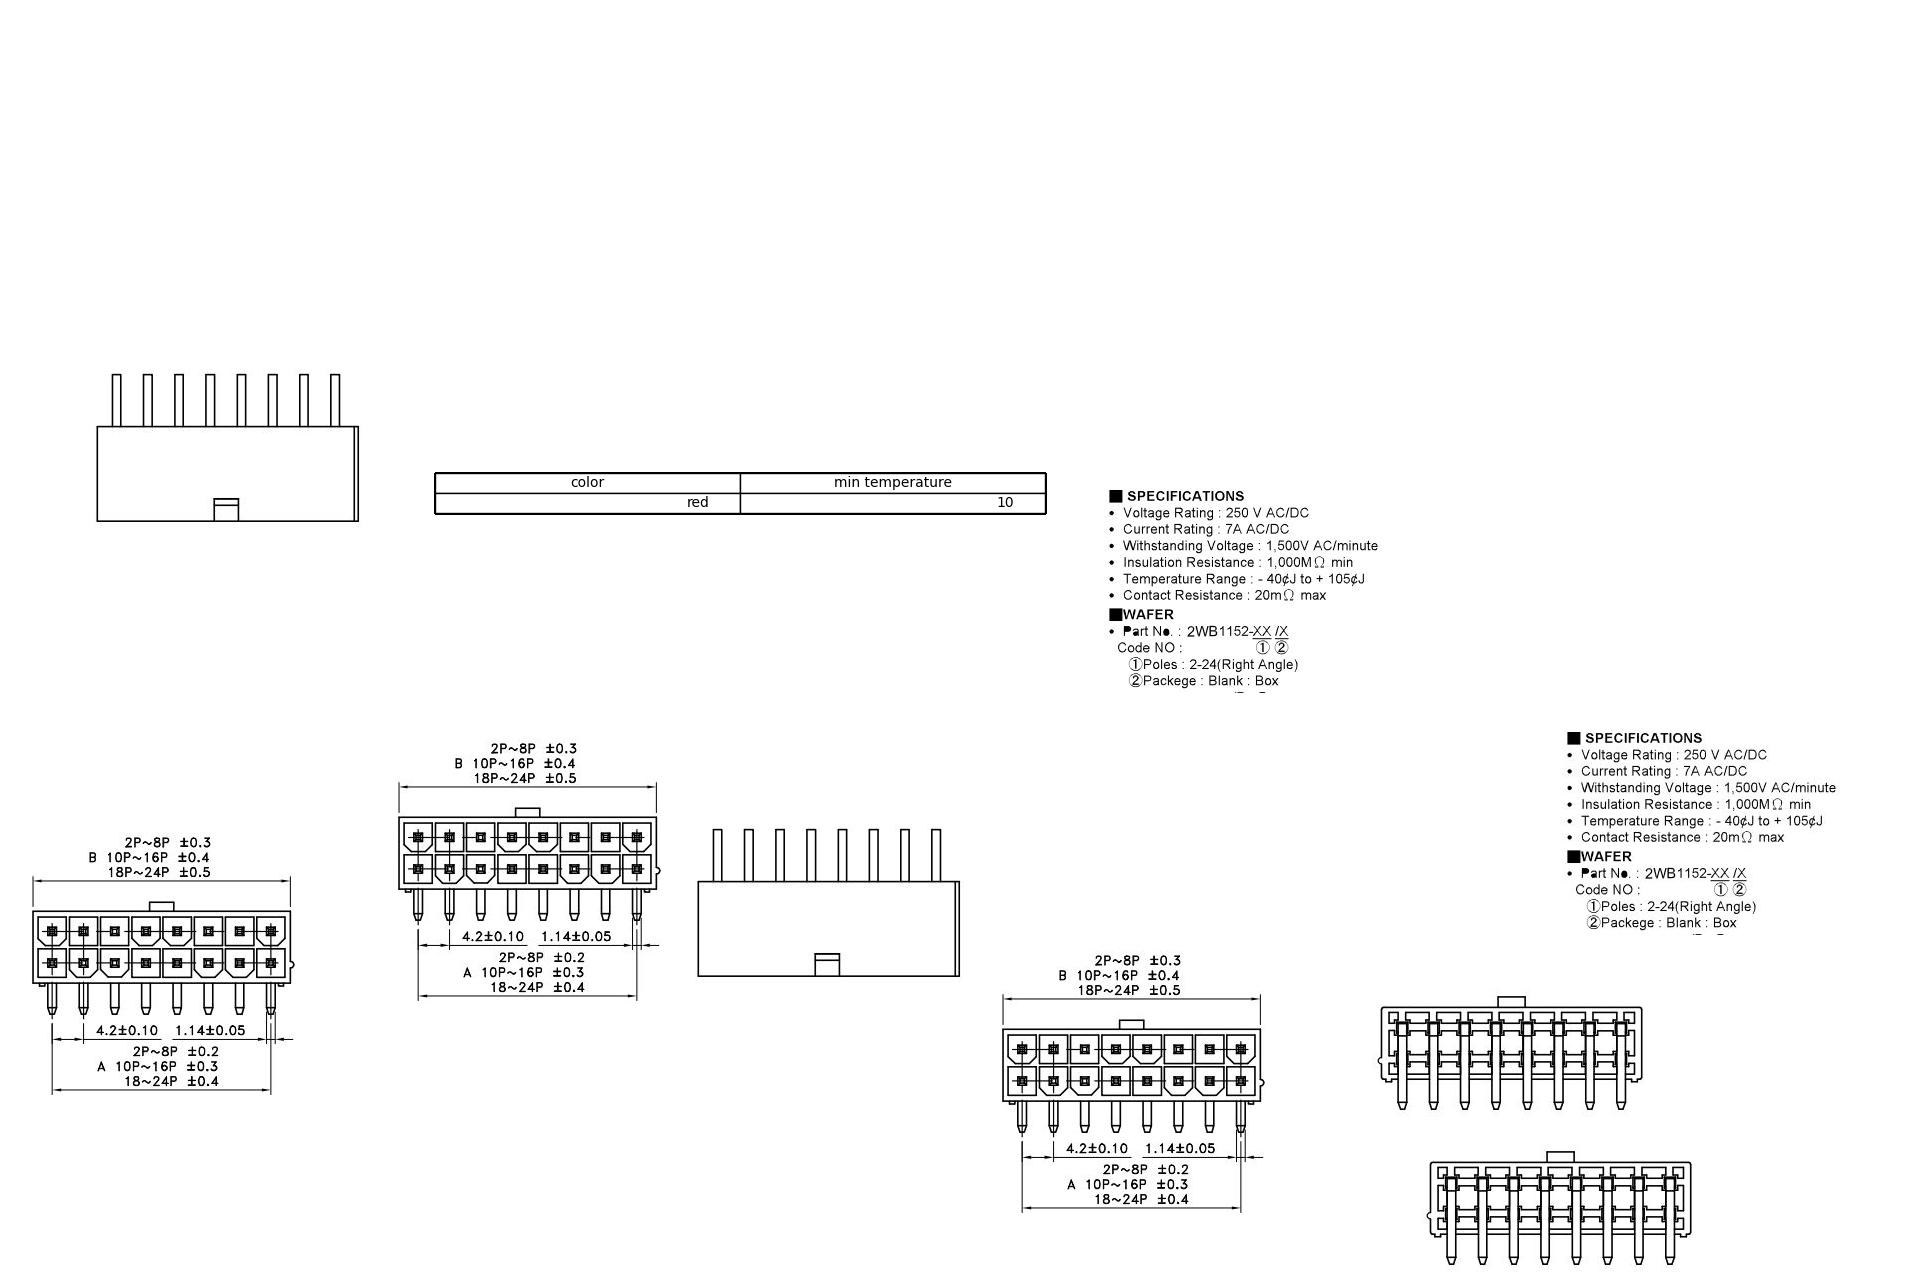 color min temperature
red 10
■ SPECIFICATIONS
• Voltage Rating : 250 V AC/DC
• Current Rating : 7A AC/DC
• Withstanding Voltage : 1,500V AC/minute
• Insulation Resistance : 1,000MΩ min
• Temperature Range : - 40¢J to + 105¢J
• Contact Resistance : 20mΩ max
■WAFER
• Part No. : 2WB1152-XX /X
Code NO : ① ②
①Poles : 2-24(Right Angle)
②Packege : Blank : Box
■ SPECIFICATIONS
• Voltage Rating : 250 V AC/DC
• Current Rating : 7A AC/DC
• Withstanding Voltage : 1,500V AC/minute
• Insulation Resistance : 1,000MΩ min
• Temperature Range : - 40¢J to + 105¢J
• Contact Resistance : 20mΩ max
■WAFER
• Part No. : 2WB1152-XX /X
Code NO : ① ②
①Poles : 2-24(Right Angle)
②Packege : Blank : Box
2P~8P ±0.3
B 10P~16P ±0.4
18P~24P ±0.5
4.2±0.10 1.14±0.05
2P~8P ±0.2
A 10P~16P ±0.3
18~24P ±0.4
2P~8P ±0.3
B 10P~16P ±0.4
18P~24P ±0.5
4.2±0.10 1.14±0.05
2P~8P ±0.2
A 10P~16P ±0.3
18~24P ±0.4
2P~8P ±0.3
B 10P~16P ±0.4
18P~24P ±0.5
4.2±0.10 1.14±0.05
2P~8P ±0.2
A 10P~16P ±0.3
18~24P ±0.4